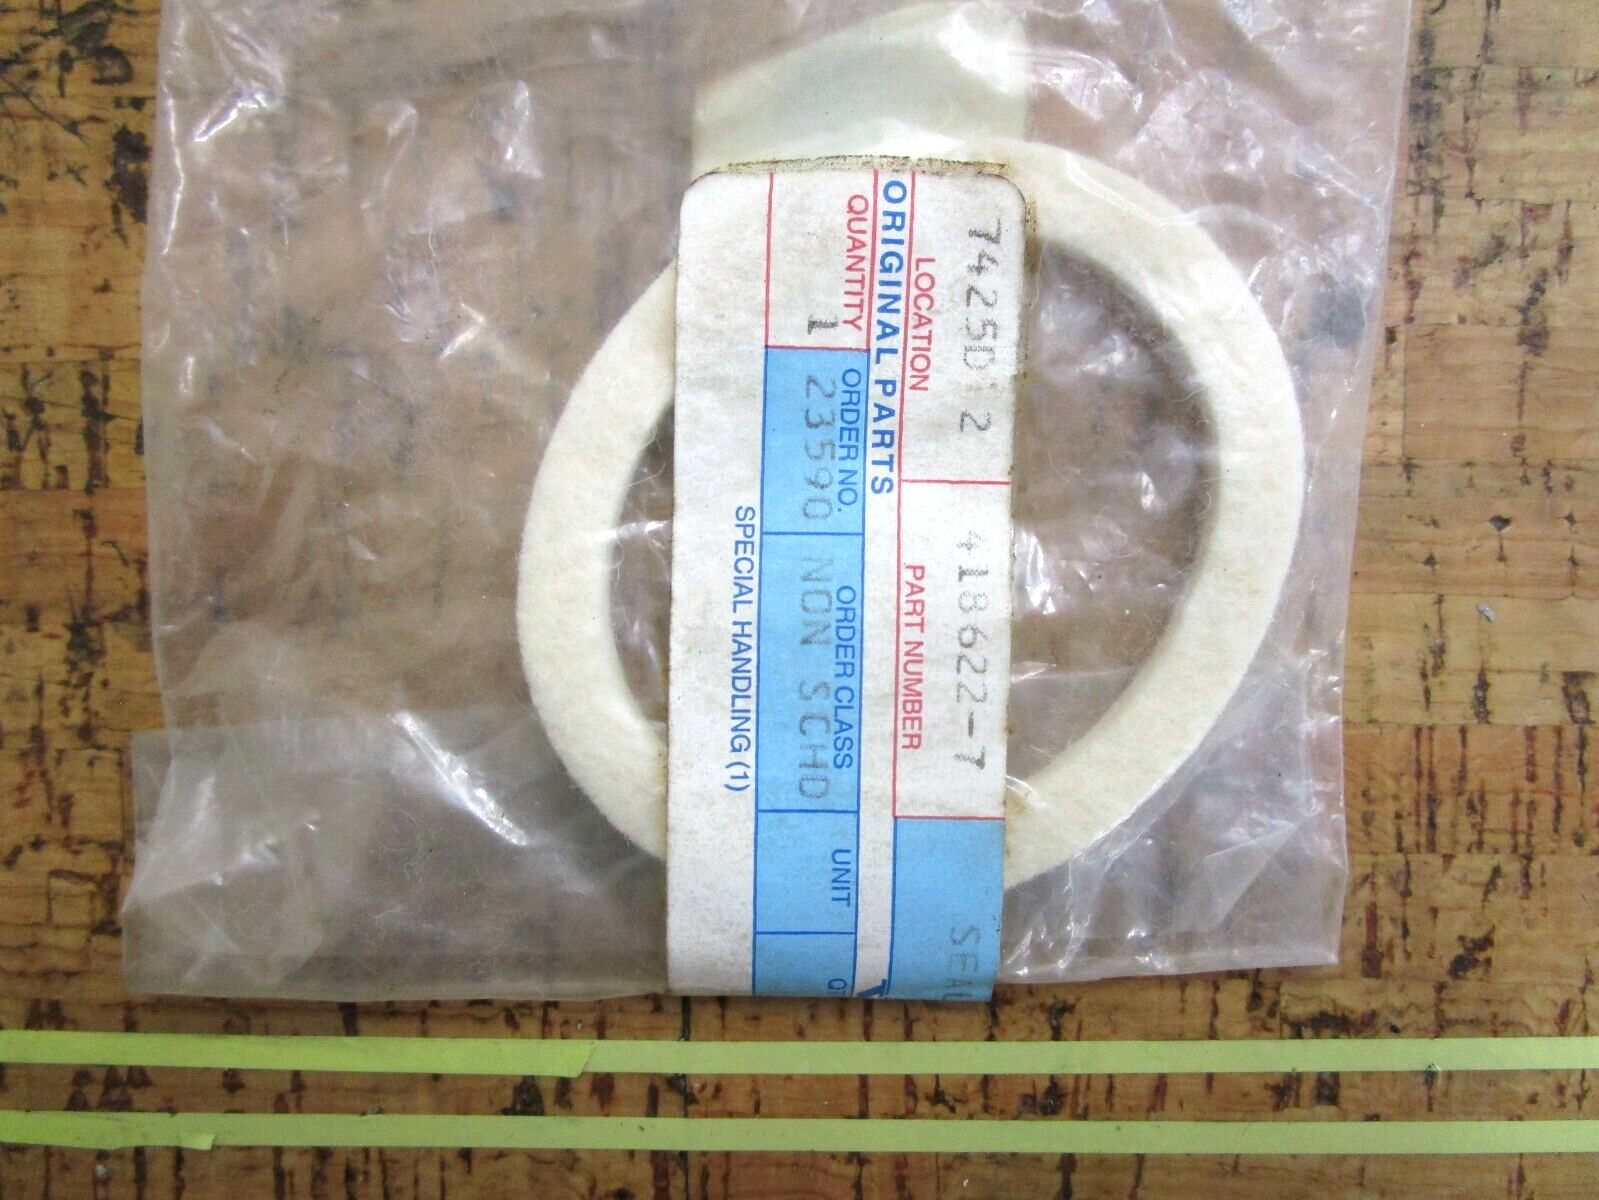 7425D12 418622-7 SEAL
LOCATION PART NUMBER
ORIGINAL PARTS
QUANTITY ORDER NO. ORDER CLASS UNIT
1 23590 NON SCHD
SPECIAL HANDLING (1)